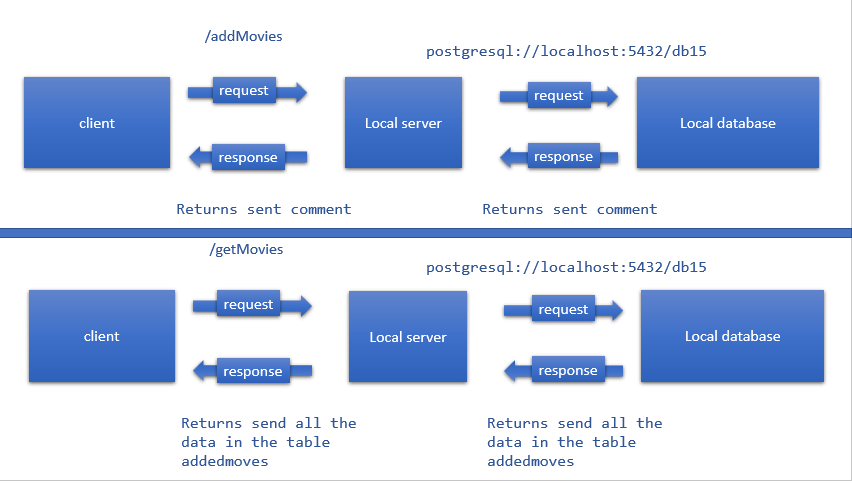 /addMovies
postgresql://localhost:5432/db15
client
request
Local server
request
Local database
response
response
Returns sent comment
Returns sent comment
/getMovies
postgresql://localhost:5432/db15
client
request
Local server
request
Local database
response
response
Returns send all the
data in the table
addedmoves
Returns send all the
data in the table
addedmoves